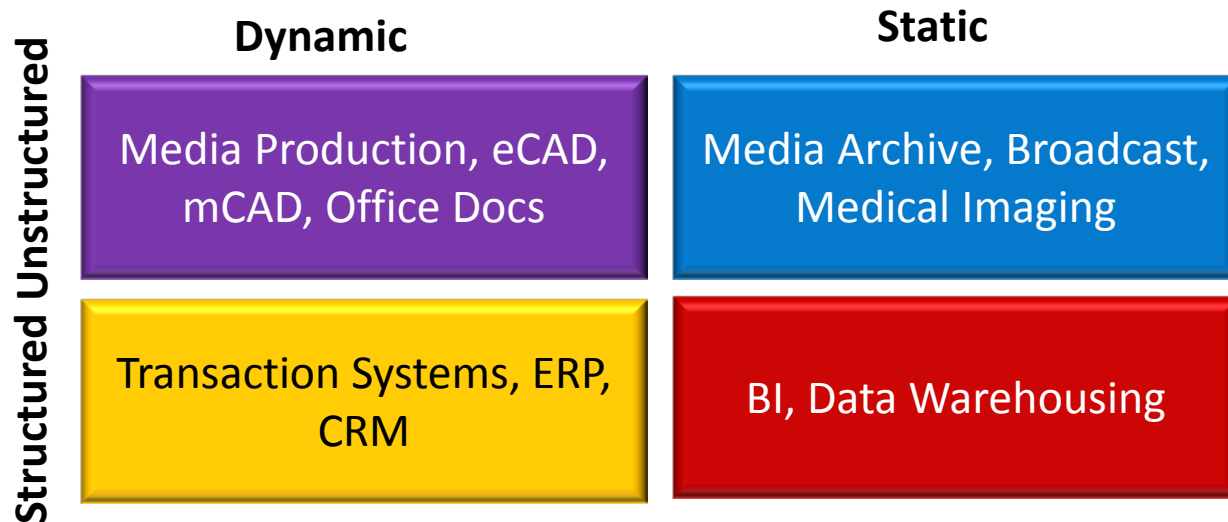 Dynamic
Static
Unstructured
Media Production, eCAD,
mCAD, Office Docs
Media Archive, Broadcast,
Medical Imaging
Structured
Transaction Systems, ERP,
CRM
BI, Data Warehousing